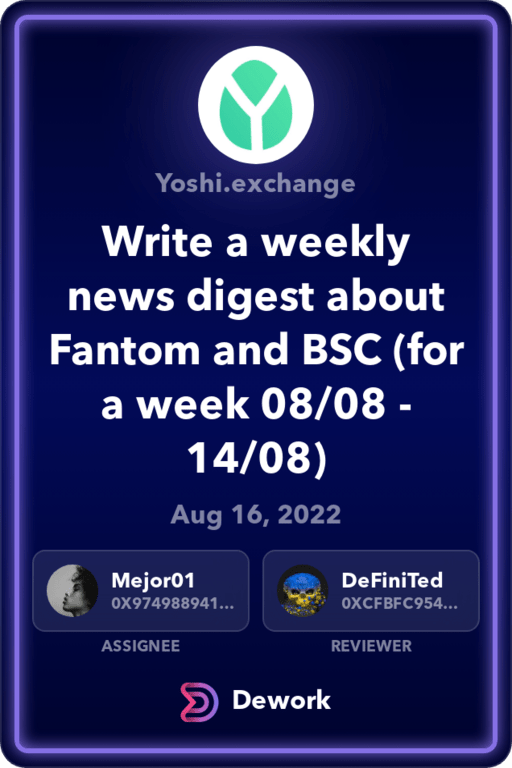 Yoshi.exchange
Write a weekly
news digest about
Fantom and BSC (for
a week 08/08 -
14/08)
Aug 16, 2022
Mejor01
0X974988941...
DeFiniTed
0XCFBFC954...
ASSIGNEE
REVIEWER
Dework